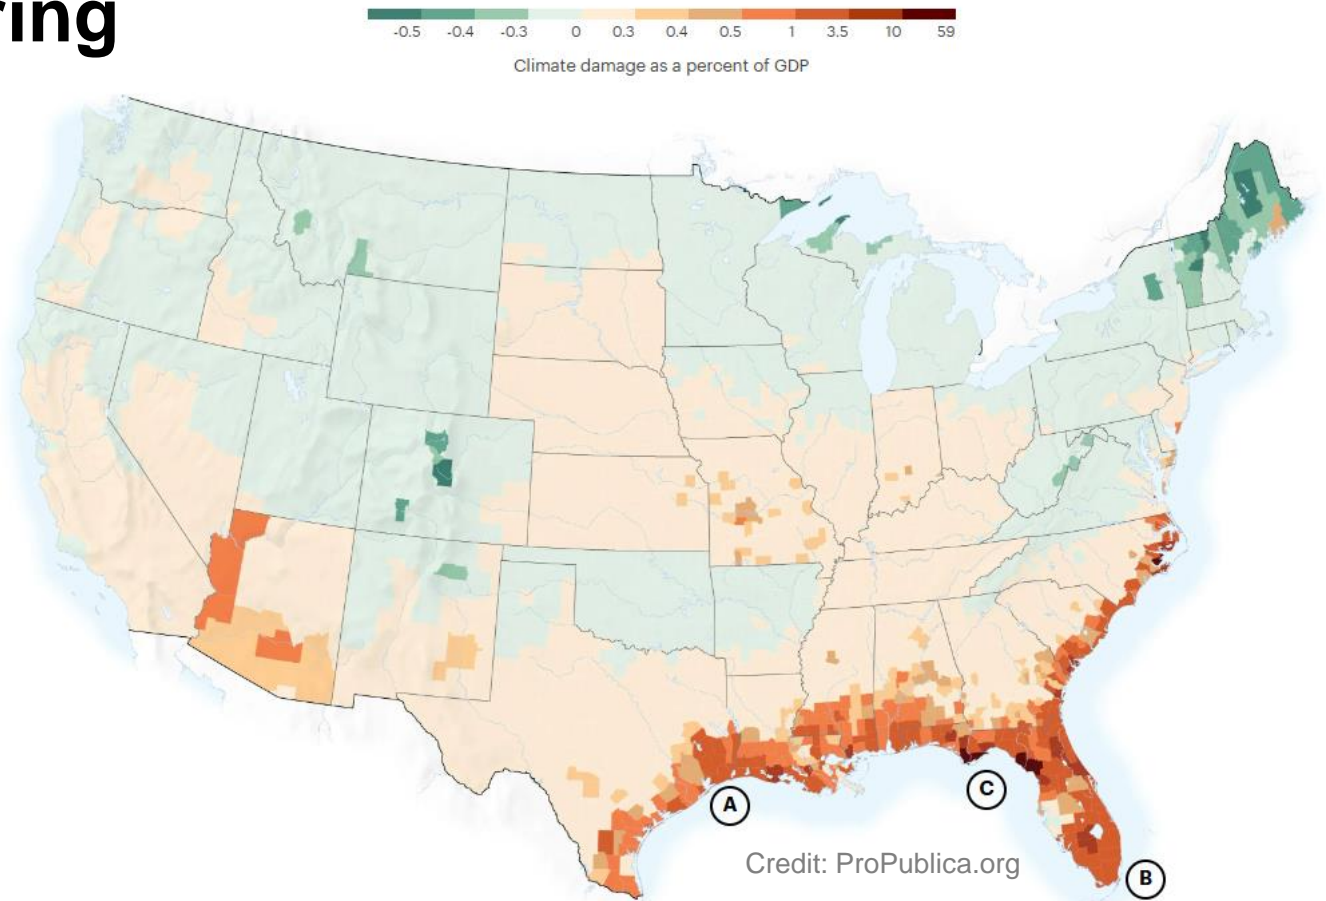 ring
-0.5 -0.4 -0.3 0 0.3 0.4 0.5 1 3.5 10 59
Climate damage as a percent of GDP
A
C
B
Credit: ProPublica.org